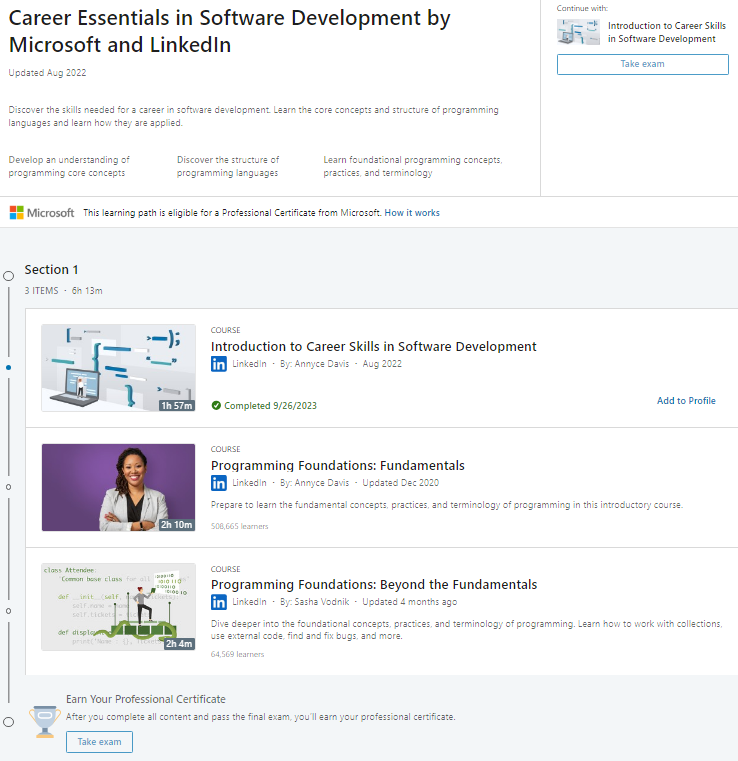 Career Essentials in Software Development by
Microsoft and LinkedIn
Updated Aug 2022
Discover the skills needed for a career in software development. Learn the core concepts and structure of programming
languages and learn how they are applied.
Develop an understanding of
programming core concepts
Discover the structure of
programming languages
Learn foundational programming concepts,
practices, and terminology
Continue with:
Introduction to Career Skills
in Software Development
Take exam
Microsoft This learning path is eligible for a Professional Certificate from Microsoft. How it works
Section 1
3 ITEMS · 6h 13m
1h 57m
COURSE
Introduction to Career Skills in Software Development
in LinkedIn · By: Annyce Davis · Aug 2022
Completed 9/26/2023
Add to Profile
2h 10m
COURSE
Programming Foundations: Fundamentals
in LinkedIn · By: Annyce Davis · Updated Dec 2020
Prepare to learn the fundamental concepts, practices, and terminology of programming in this introductory course.
508,665 learners
class Attendee:
'Common base class for all
def __init__(self,
self.name =
self.tickets
def display
2h 4m
COURSE
Programming Foundations: Beyond the Fundamentals
in LinkedIn · By: Sasha Vodnik · Updated 4 months ago
Dive deeper into the foundational concepts, practices, and terminology of programming. Learn how to work with collections,
use external code, find and fix bugs, and more.
64,569 learners
Earn Your Professional Certificate
After you complete all content and pass the final exam, you'll earn your professional certificate.
Take exam